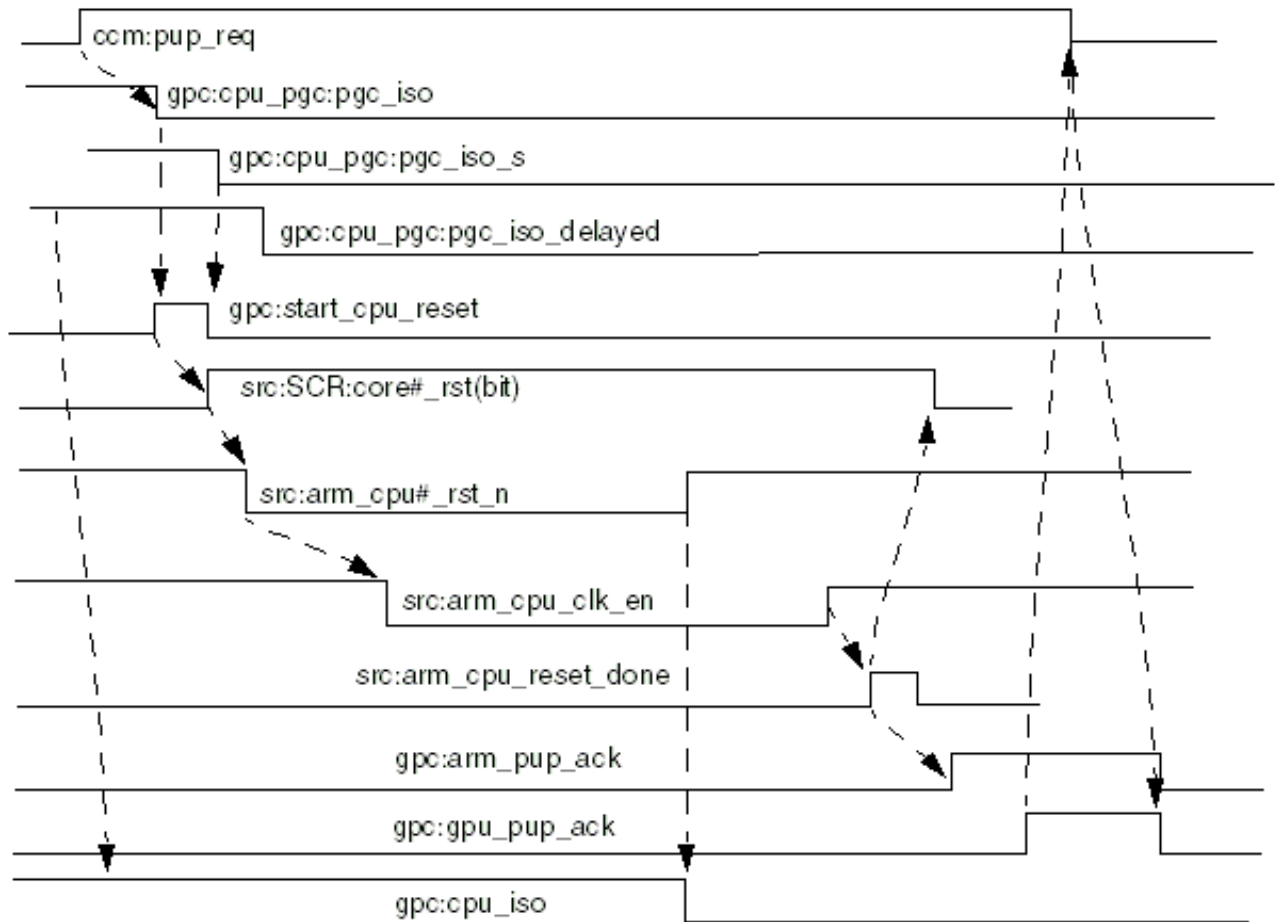 ccm:pup_req
gpc:cpu_pgc:pgc_iso
gpc:cpu_pgc:pgc_iso_s
gpc:cpu_pgc:pgc_iso_delayed
gpc:start_cpu_reset
src:SCR:core#_rst(bit)
src:arm_cpu#_rst_n
src:arm_cpu_clk_en
src:arm_cpu_reset_done
gpc:arm_pup_ack
gpc:gpu_pup_ack
gpc:cpu_iso